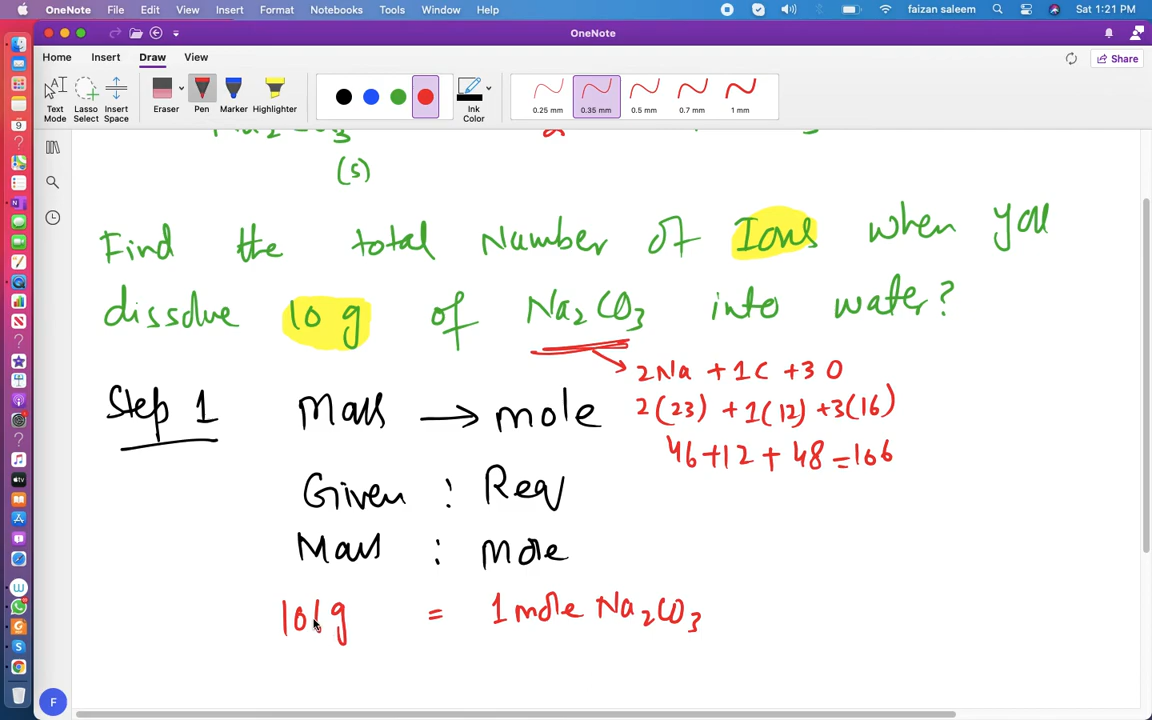 OneNote File Edit View Insert Format Notebooks Tools Window Help faizan saleem Sat 1:21 PM
OneNote
Home Insert Draw View Share
Text Mode Lasso Select Insert Space Eraser Pen Marker Highlighter Ink Color 0.25 mm 0.35 mm 0.5 mm 0.7 mm 1 mm
(s)
Find the total Number of Ions when you
dissolve 10 g of Na₂CO₃ into water?
2Na + 1C + 3O
Step 1 Mass → mole
2(23) + 1(12) + 3(16)
46 + 12 + 48 = 106
Given : Req
Mass : Mole
101g = 1 mole Na₂CO₃
F